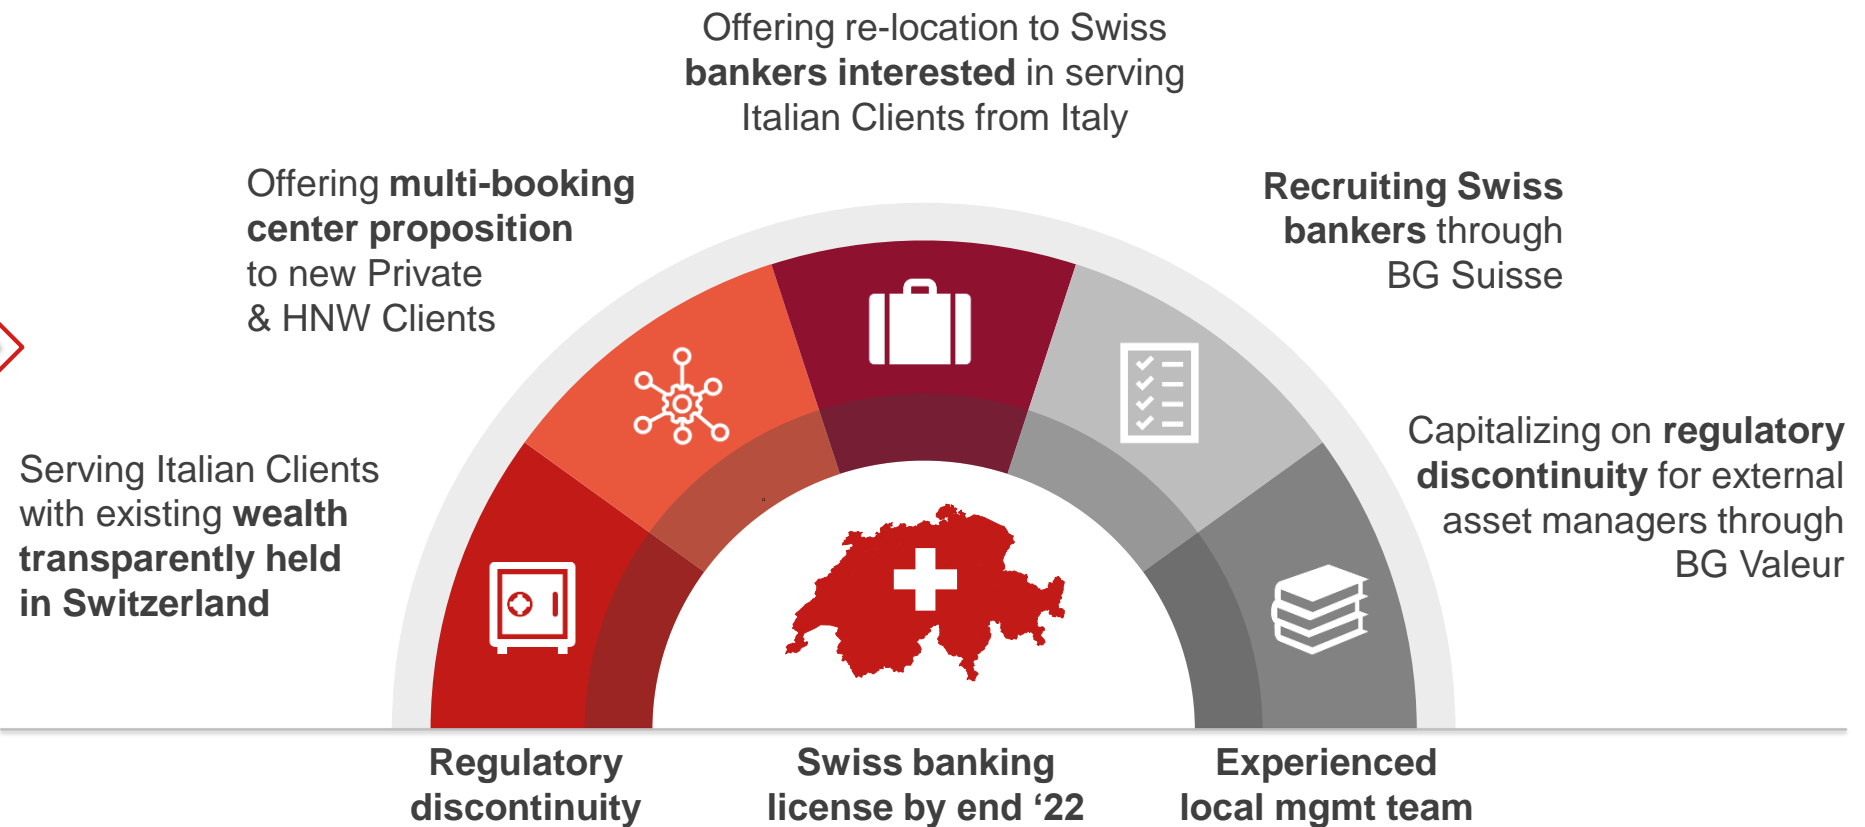 Offering re-location to Swiss
bankers interested in serving
Italian Clients from Italy
Offering multi-booking
center proposition
to new Private
& HNW Clients
Recruiting Swiss
bankers through
BG Suisse
Serving Italian Clients
with existing wealth
transparently held
in Switzerland
Capitalizing on regulatory
discontinuity for external
asset managers through
BG Valeur
Regulatory
discontinuity
Swiss banking
license by end ‘22
Experienced
local mgmt team